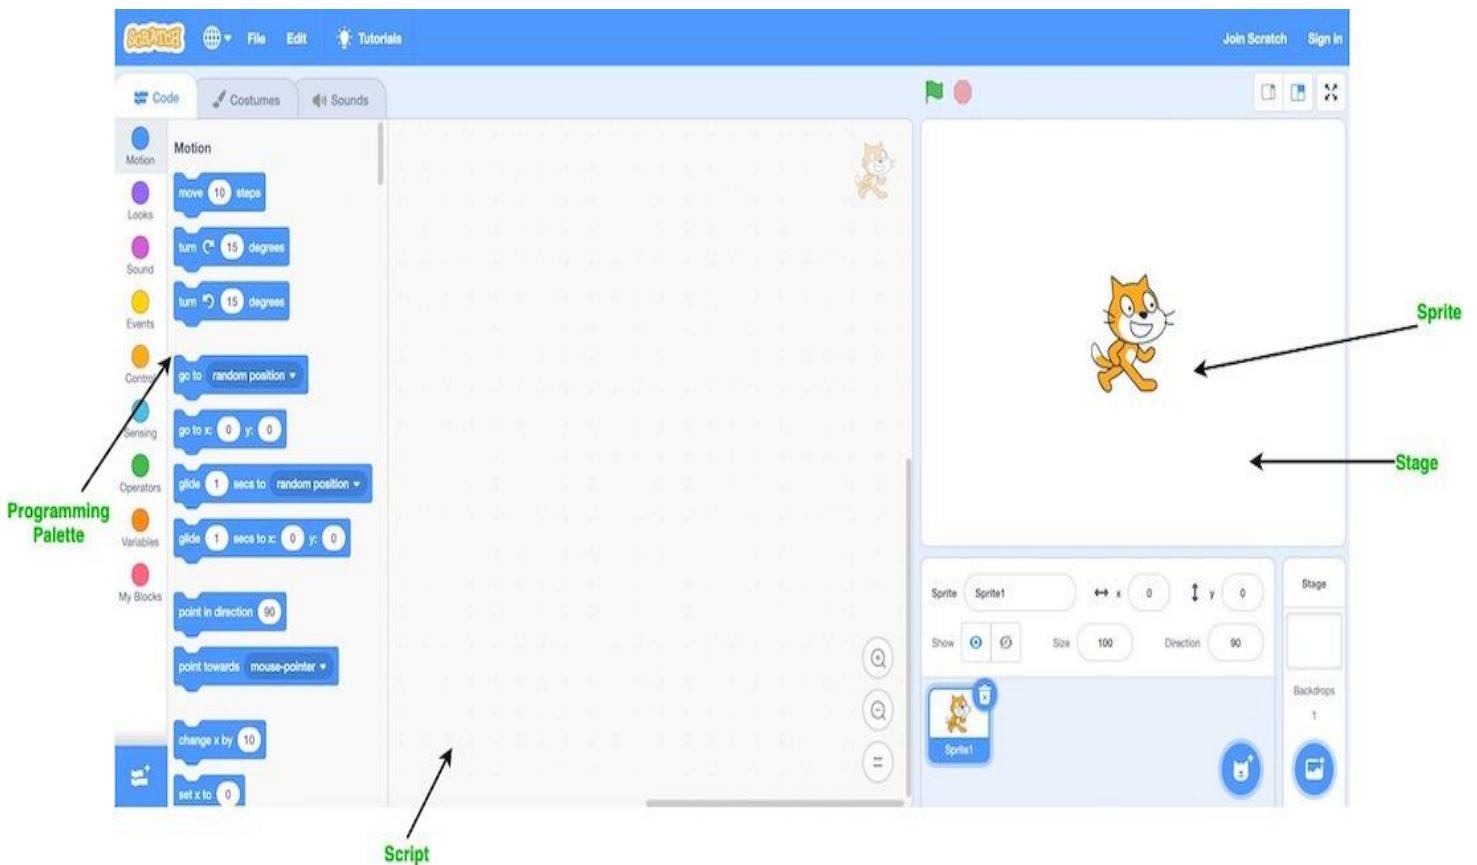 SCRATCH
File
Edit
Tutorials
Join Scratch
Sign in
Code
Costumes
Sounds
Motion
Looks
Sound
Events
Control
Sensing
Operators
Variables
My Blocks
Motion
move 10 steps
turn 15 degrees
turn 15 degrees
go to random position
go to x: 0 y: 0
glide 1 secs to random position
glide 1 secs to x: 0 y: 0
point in direction 90
point towards mouse-pointer
change x by 10
set x to 0
Sprite Sprite1 x 0 y 0
Show Size 100 Direction 90
Sprite1
Stage
Backdrops
1
Programming
Palette
Script
Sprite
Stage